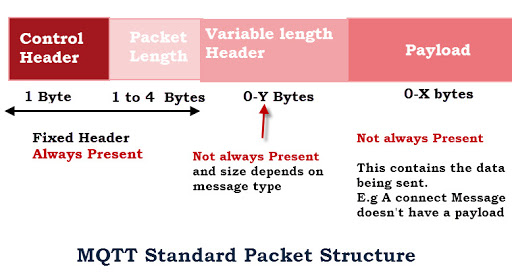 Control Header
Packet Length
Variable length Header
Payload
1 Byte
1 to 4 Bytes
0-Y Bytes
0-X bytes
Fixed Header
Always Present
Not always Present
and size depends on
message type
Not always Present
This contains the data
being sent.
E.g A connect Message
doesn't have a payload
MQTT Standard Packet Structure